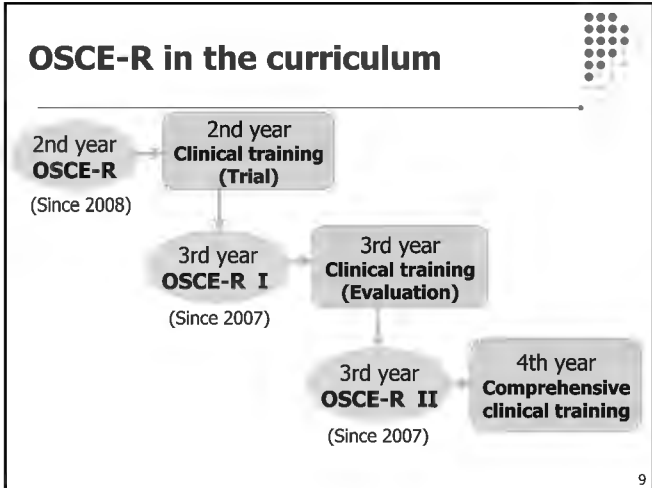 OSCE-R in the curriculum
2nd year
OSCE-R
(Since 2008)
2nd year
Clinical training
(Trial)
3rd year
OSCE-R I
(Since 2007)
3rd year
Clinical training
(Evaluation)
3rd year
OSCE-R II
(Since 2007)
4th year
Comprehensive
clinical training
9